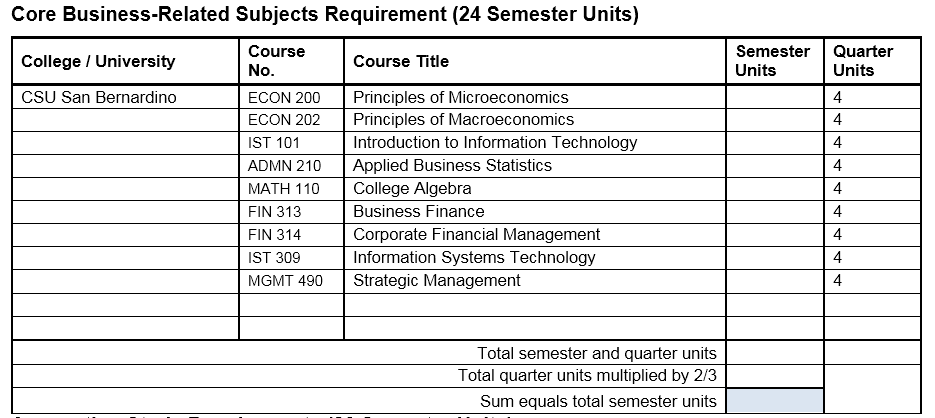 Core Business-Related Subjects Requirement (24 Semester Units)
College / University Course No. Course Title Semester Units Quarter Units
CSU San Bernardino ECON 200 Principles of Microeconomics 4
ECON 202 Principles of Macroeconomics 4
IST 101 Introduction to Information Technology 4
ADMN 210 Applied Business Statistics 4
MATH 110 College Algebra 4
FIN 313 Business Finance 4
FIN 314 Corporate Financial Management 4
IST 309 Information Systems Technology 4
MGMT 490 Strategic Management 4
Total semester and quarter units
Total quarter units multiplied by 2/3
Sum equals total semester units